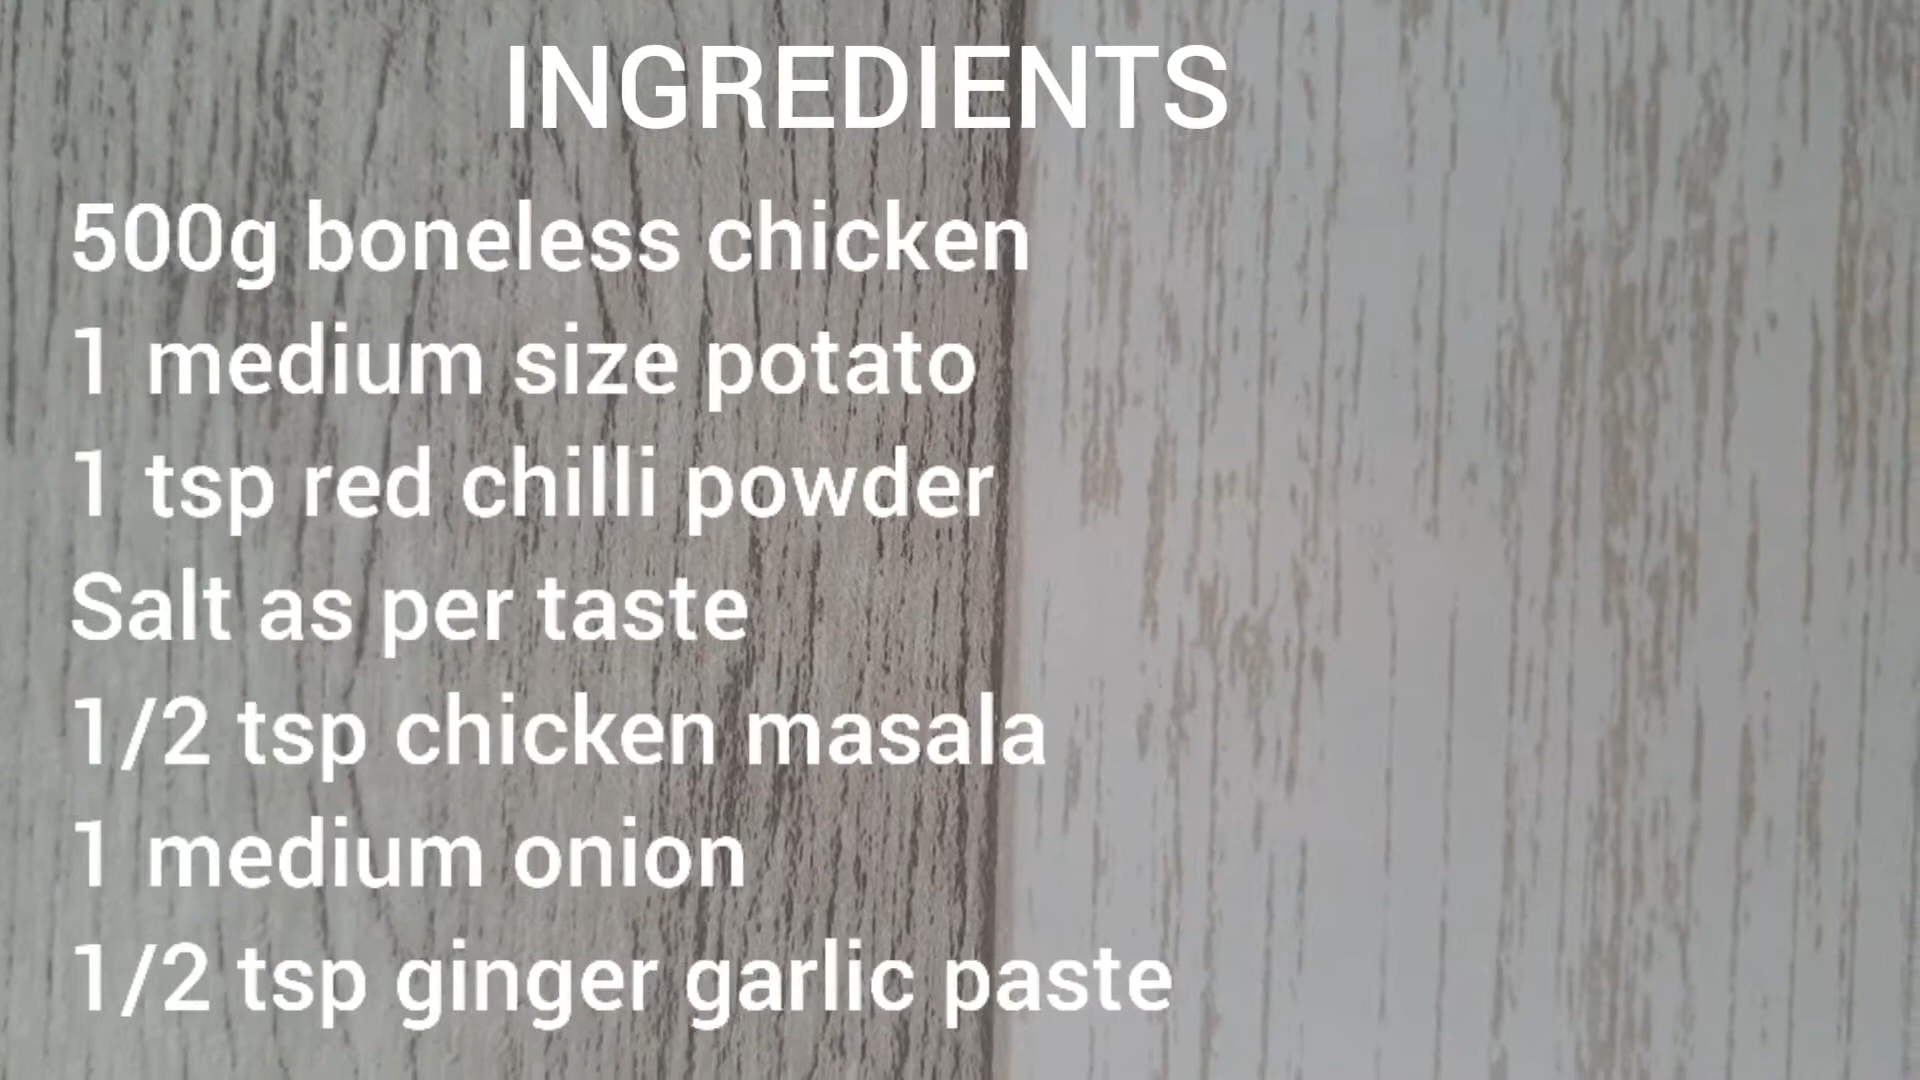 INGREDIENTS
500g boneless chicken
1 medium size potato
1 tsp red chilli powder
Salt as per taste
1/2 tsp chicken masala
1 medium onion
1/2 tsp ginger garlic paste